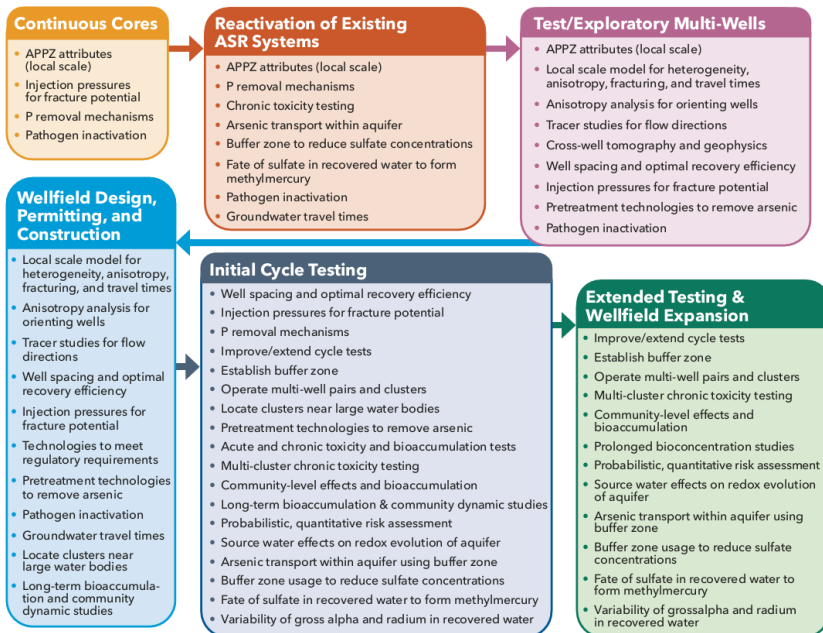 Continuous Cores
• APPZ attributes
(local scale)
• Injection pressures
for fracture potential
• P removal mechanisms
• Pathogen inactivation
Reactivation of Existing
ASR Systems
• APPZ attributes (local scale)
• P removal mechanisms
• Chronic toxicity testing
• Arsenic transport within aquifer
• Buffer zone to reduce sulfate concentrations
• Fate of sulfate in recovered water to form
methylmercury
• Pathogen inactivation
• Groundwater travel times
Test/Exploratory Multi-Wells
• APPZ attributes (local scale)
• Local scale model for heterogeneity,
anisotropy, fracturing, and travel times
• Anisotropy analysis for orienting wells
• Tracer studies for flow directions
• Cross-well tomography and geophysics
• Well spacing and optimal recovery efficiency
• Injection pressures for fracture potential
• Pretreatment technologies to remove arsenic
• Pathogen inactivation
Wellfield Design,
Permitting, and
Construction
• Local scale model for
heterogeneity, anisotropy,
fracturing, and travel times
• Anisotropy analysis for
orienting wells
• Tracer studies for flow
directions
• Well spacing and optimal
recovery efficiency
• Injection pressures for
fracture potential
• Technologies to meet
regulatory requirements
• Pretreatment technologies
to remove arsenic
• Pathogen inactivation
• Groundwater travel times
• Locate clusters near
large water bodies
• Long-term bioaccumula-
tion and community
dynamic studies
Initial Cycle Testing
• Well spacing and optimal recovery efficiency
• Injection pressures for fracture potential
• P removal mechanisms
• Improve/extend cycle tests
• Establish buffer zone
• Operate multi-well pairs and clusters
• Locate clusters near large water bodies
• Pretreatment technologies to remove arsenic
• Acute and chronic toxicity and bioaccumulation tests
• Multi-cluster chronic toxicity testing
• Community-level effects and bioaccumulation
• Long-term bioaccumulation & community dynamic studies
• Probabilistic, quantitative risk assessment
• Source water effects on redox evolution of aquifer
• Arsenic transport within aquifer using buffer zone
• Buffer zone usage to reduce sulfate concentrations
• Fate of sulfate in recovered water to form methylmercury
• Variability of gross alpha and radium in recovered water
Extended Testing &
Wellfield Expansion
• Improve/extend cycle tests
• Establish buffer zone
• Operate multi-well pairs and clusters
• Multi-cluster chronic toxicity testing
• Community-level effects and
bioaccumulation
• Prolonged bioconcentration studies
• Probabilistic, quantitative risk assessment
• Source water effects on redox evolution
of aquifer
• Arsenic transport within aquifer using
buffer zone
• Buffer zone usage to reduce sulfate
concentrations
• Fate of sulfate in recovered water to
form methylmercury
• Variability of grossalpha and radium
in recovered water